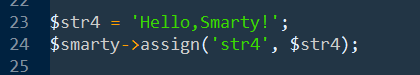 22
23 $str4 = 'Hello,Smarty!';
24 $smarty->assign('str4', $str4);
25